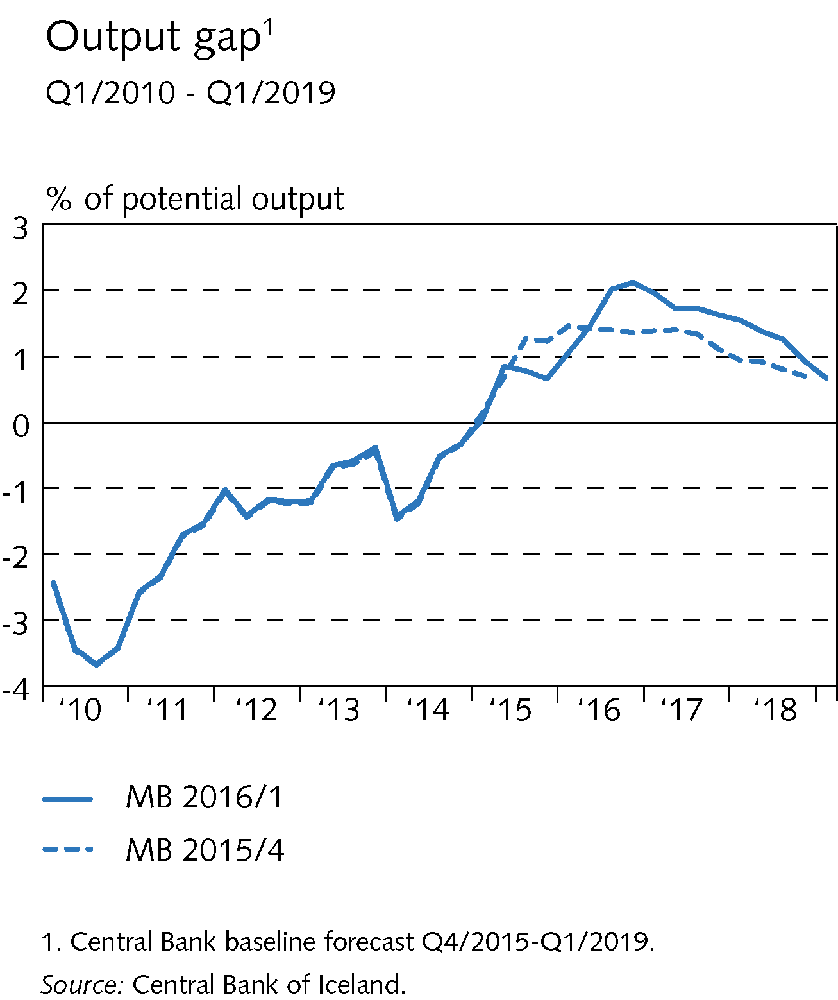 Output gap¹
Q1/2010 - Q1/2019
% of potential output
3
2
1
0
-1
-2
-3
-4
‘10 ‘11 ‘12 ‘13 ‘14 ‘15 ‘16 ‘17 ‘18
MB 2016/1
MB 2015/4
1. Central Bank baseline forecast Q4/2015-Q1/2019.
Source: Central Bank of Iceland.